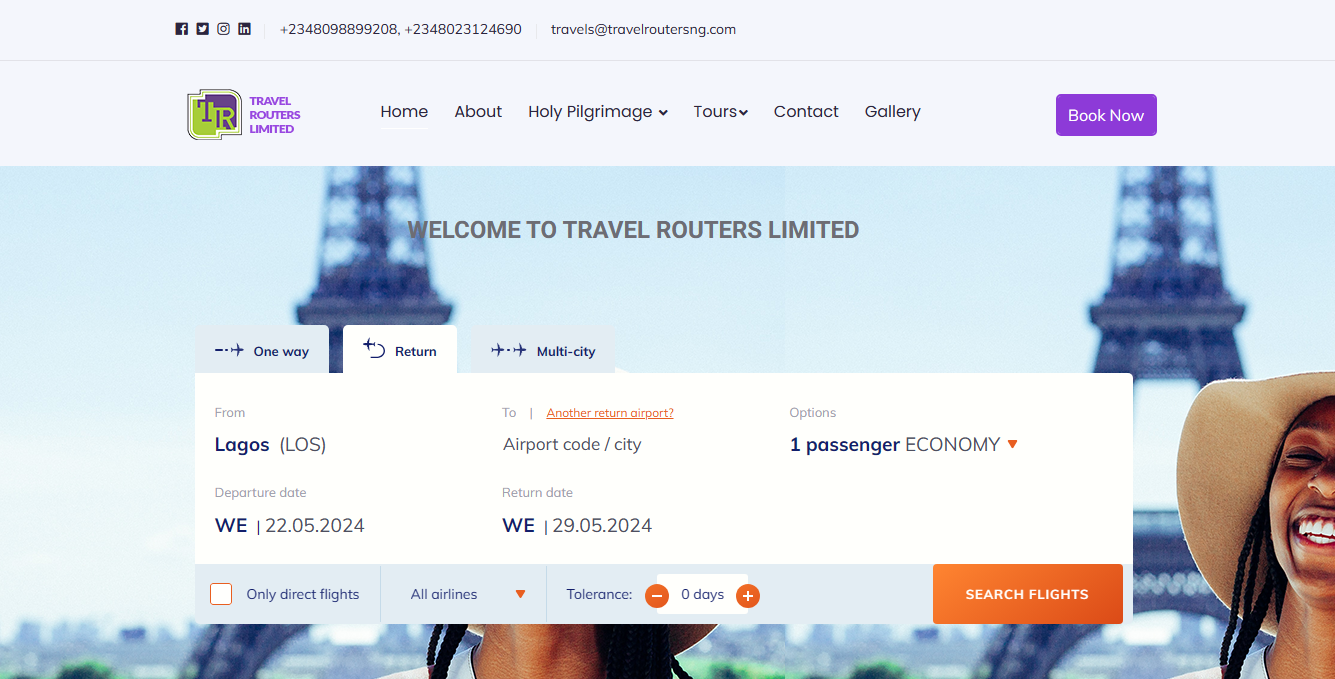 +2348098899208, +2348023124690 travels@travelroutersng.com
TR
TRAVEL
ROUTERS
LIMITED
Home About Holy Pilgrimage Tours Contact Gallery Book Now
WELCOME TO TRAVEL ROUTERS LIMITED
One way Return Multi-city
From To | Another return airport? Options
Lagos (LOS) Airport code / city 1 passenger ECONOMY
Departure date Return date
WE | 22.05.2024 WE | 29.05.2024
Only direct flights All airlines Tolerance: 0 days SEARCH FLIGHTS